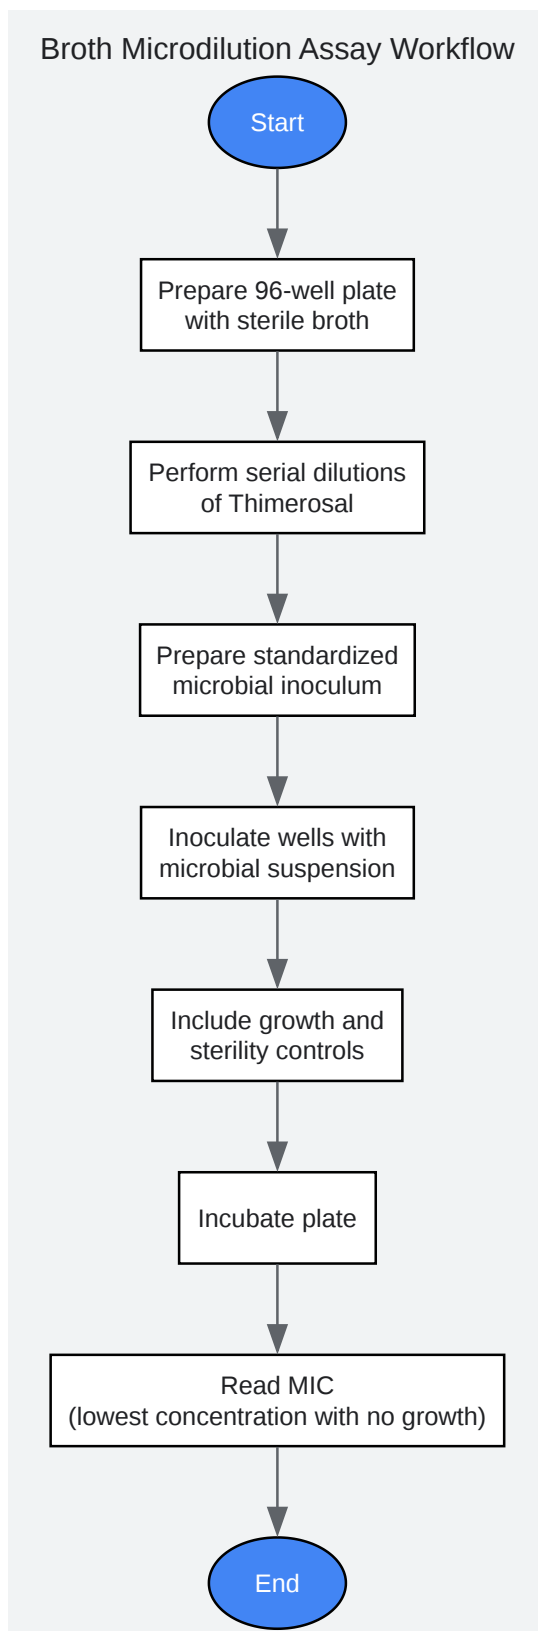 Broth Microdilution Assay Workflow
Start
Prepare 96-well plate
with sterile broth
Perform serial dilutions
of Thimerosal
Prepare standardized
microbial inoculum
Inoculate wells with
microbial suspension
Include growth and
sterility controls
Incubate plate
Read MIC
(lowest concentration with no growth)
End